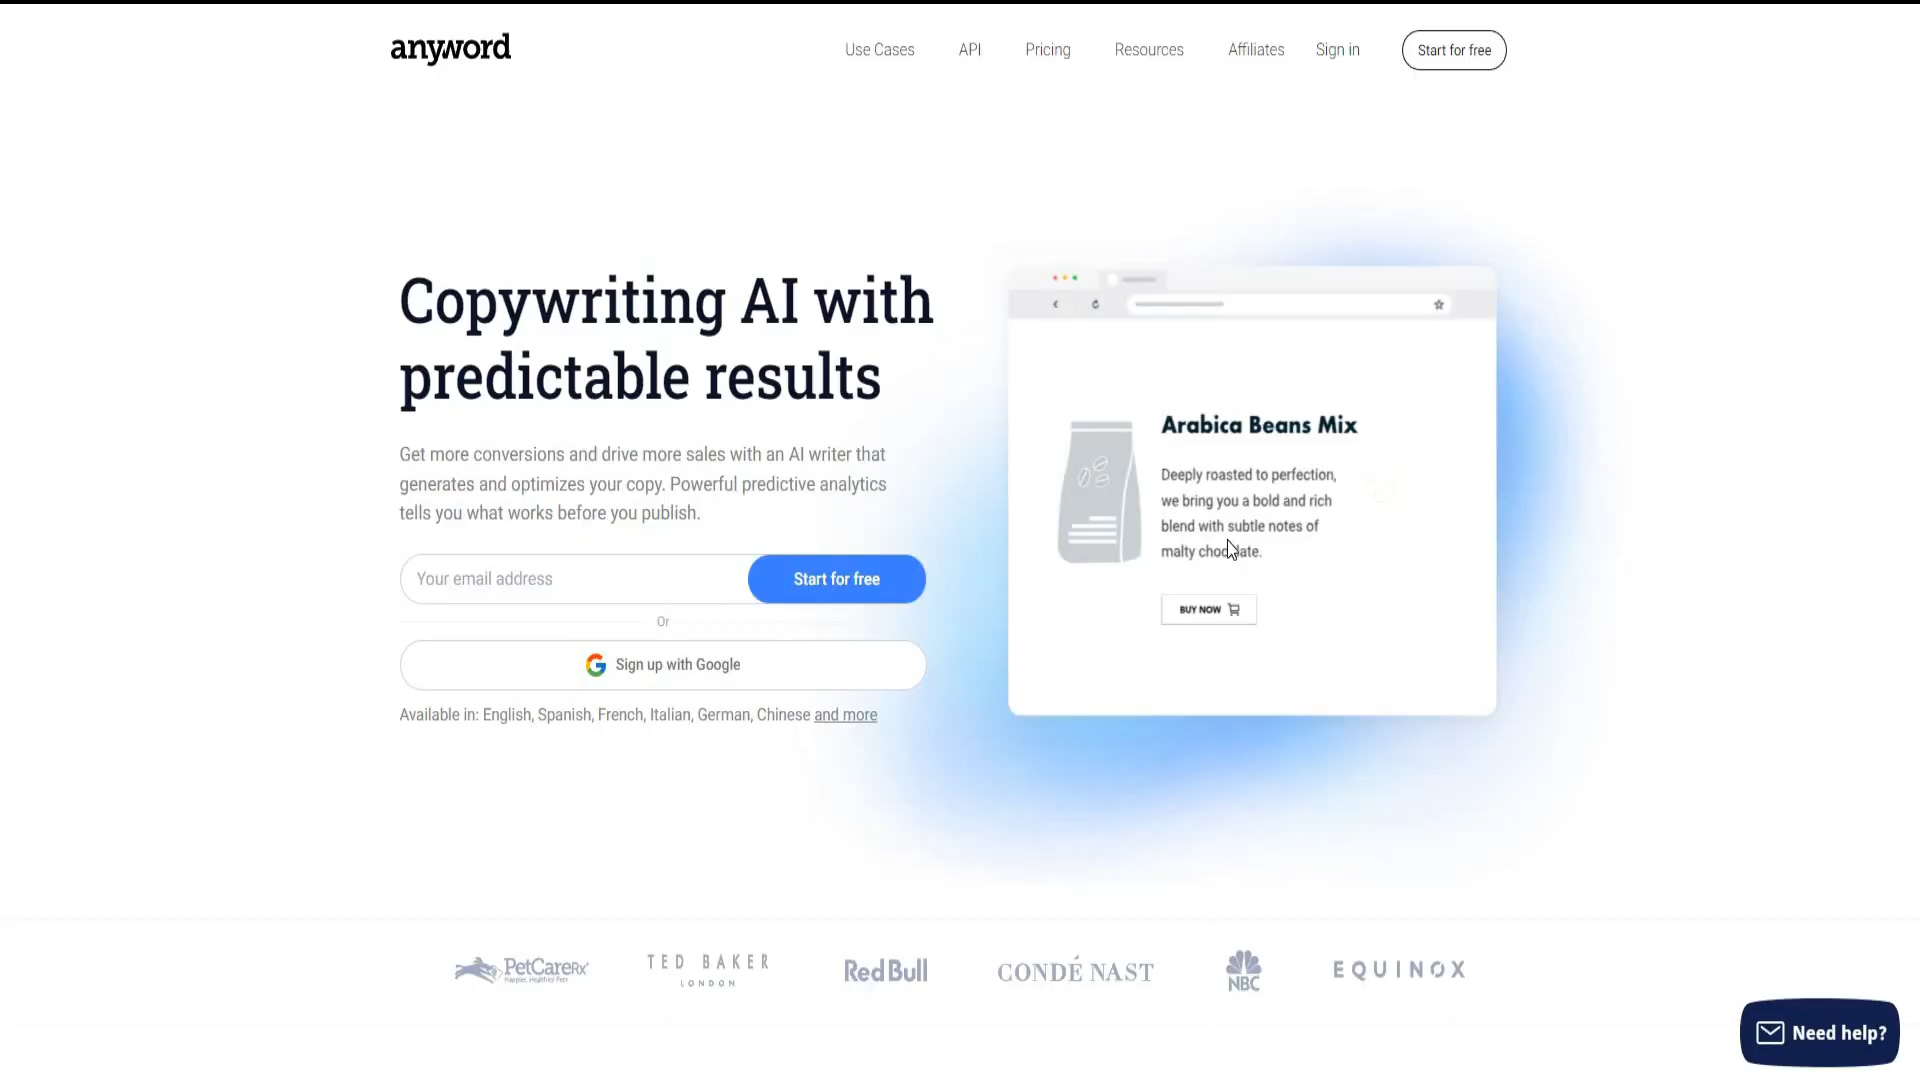 anyword
Use Cases
API
Pricing
Resources
Affiliates
Sign in
Start for free
Copywriting AI with
predictable results
Get more conversions and drive more sales with an AI writer that
generates and optimizes your copy. Powerful predictive analytics
tells you what works before you publish.
Your email address
Start for free
Or
Sign up with Google
Available in: English, Spanish, French, Italian, German, Chinese and more
Arabica Beans Mix
Deeply roasted to perfection,
we bring you a bold and rich
blend with subtle notes of
malty chocolate.
BUY NOW
PetCareRx
Happier, Healthier Pets
TED BAKER
LONDON
Red Bull
CONDÉ NAST
NBC
EQUINOX
Need help?